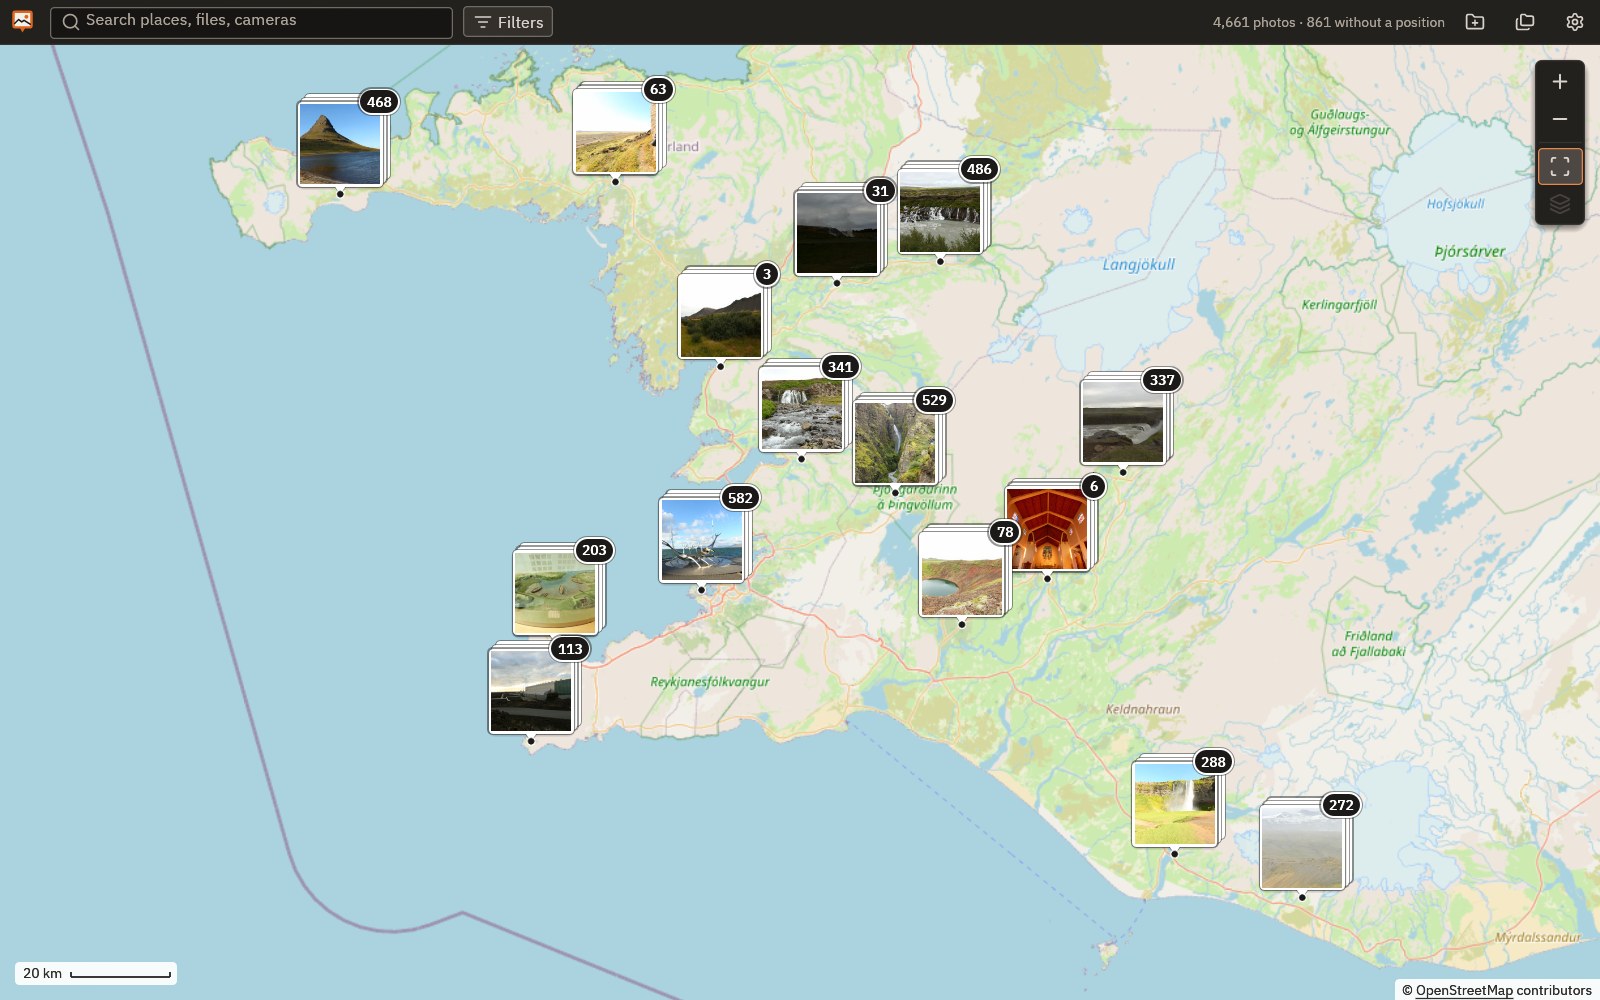 Search places, files, cameras
Filters
4,661 photos · 861 without a position
468
63
486
31
3
341
529
337
582
6
78
203
113
288
272
rland
Guðlaugs-
og Álfgeirstungur
Hofsjökull
Þjórsárver
Langjökull
Kerlingarfjöll
Þjóðgarðurinn
á Þingvöllum
Friðland
að Fjallabaki
Reykjanesfólkvangur
Keldnahraun
Mýrdalssandur
20 km
© OpenStreetMap contributors